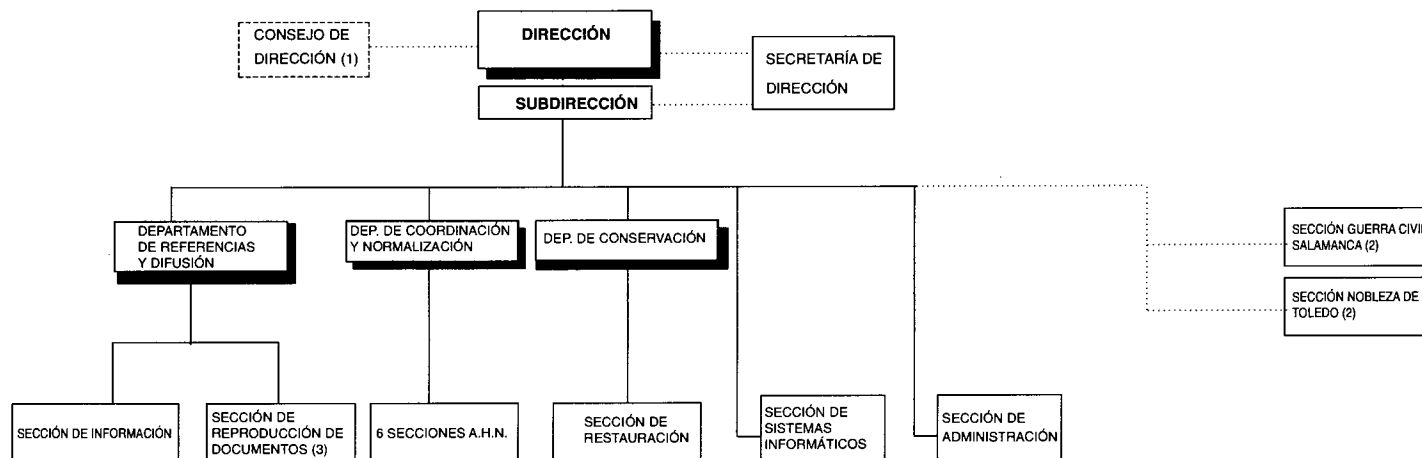 CONSEJO DE
DIRECCIÓN (1)
DIRECCIÓN
SECRETARÍA DE
DIRECCIÓN
SUBDIRECCIÓN
DEPARTAMENTO
DE REFERENCIAS
Y DIFUSIÓN
DEP. DE COORDINACIÓN
Y NORMALIZACIÓN
DEP. DE CONSERVACIÓN
SECCIÓN GUERRA CIVIL
SALAMANCA (2)
SECCIÓN NOBLEZA DE
TOLEDO (2)
SECCIÓN DE INFORMACIÓN
SECCIÓN DE
REPRODUCCIÓN DE
DOCUMENTOS (3)
6 SECCIONES A.H.N.
SECCIÓN DE
RESTAURACIÓN
SECCIÓN DE
SISTEMAS
INFORMÁTICOS
SECCIÓN DE
ADMINISTRACIÓN